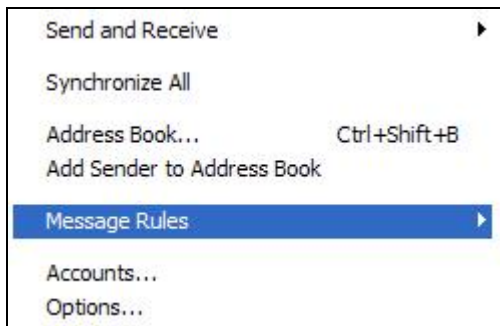 Send and Receive
Synchronize All
Address Book... Ctrl+Shift+B
Add Sender to Address Book
Message Rules
Accounts...
Options...